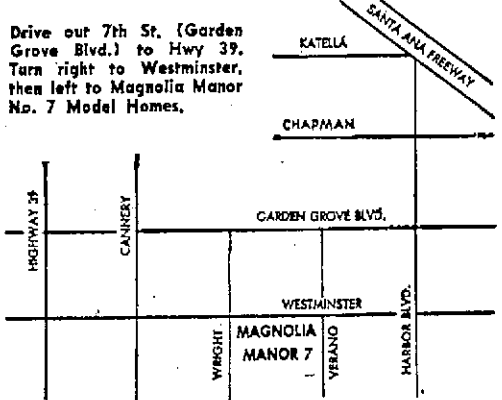 Drive out 7th St. (Garden
Grove Blvd.) to Hwy 39.
Turn right to Westminster,
then left to Magnolia Manor
No. 7 Model Homes.
SANTA ANA FREEWAY
KATELLA
CHAPMAN
HIGHWAY 39
CANNERY
GARDEN GROVE BLVD.
WESTMINSTER
WRIGHT
MAGNOLIA
MANOR 7
VERANO
HARBOR BLVD.